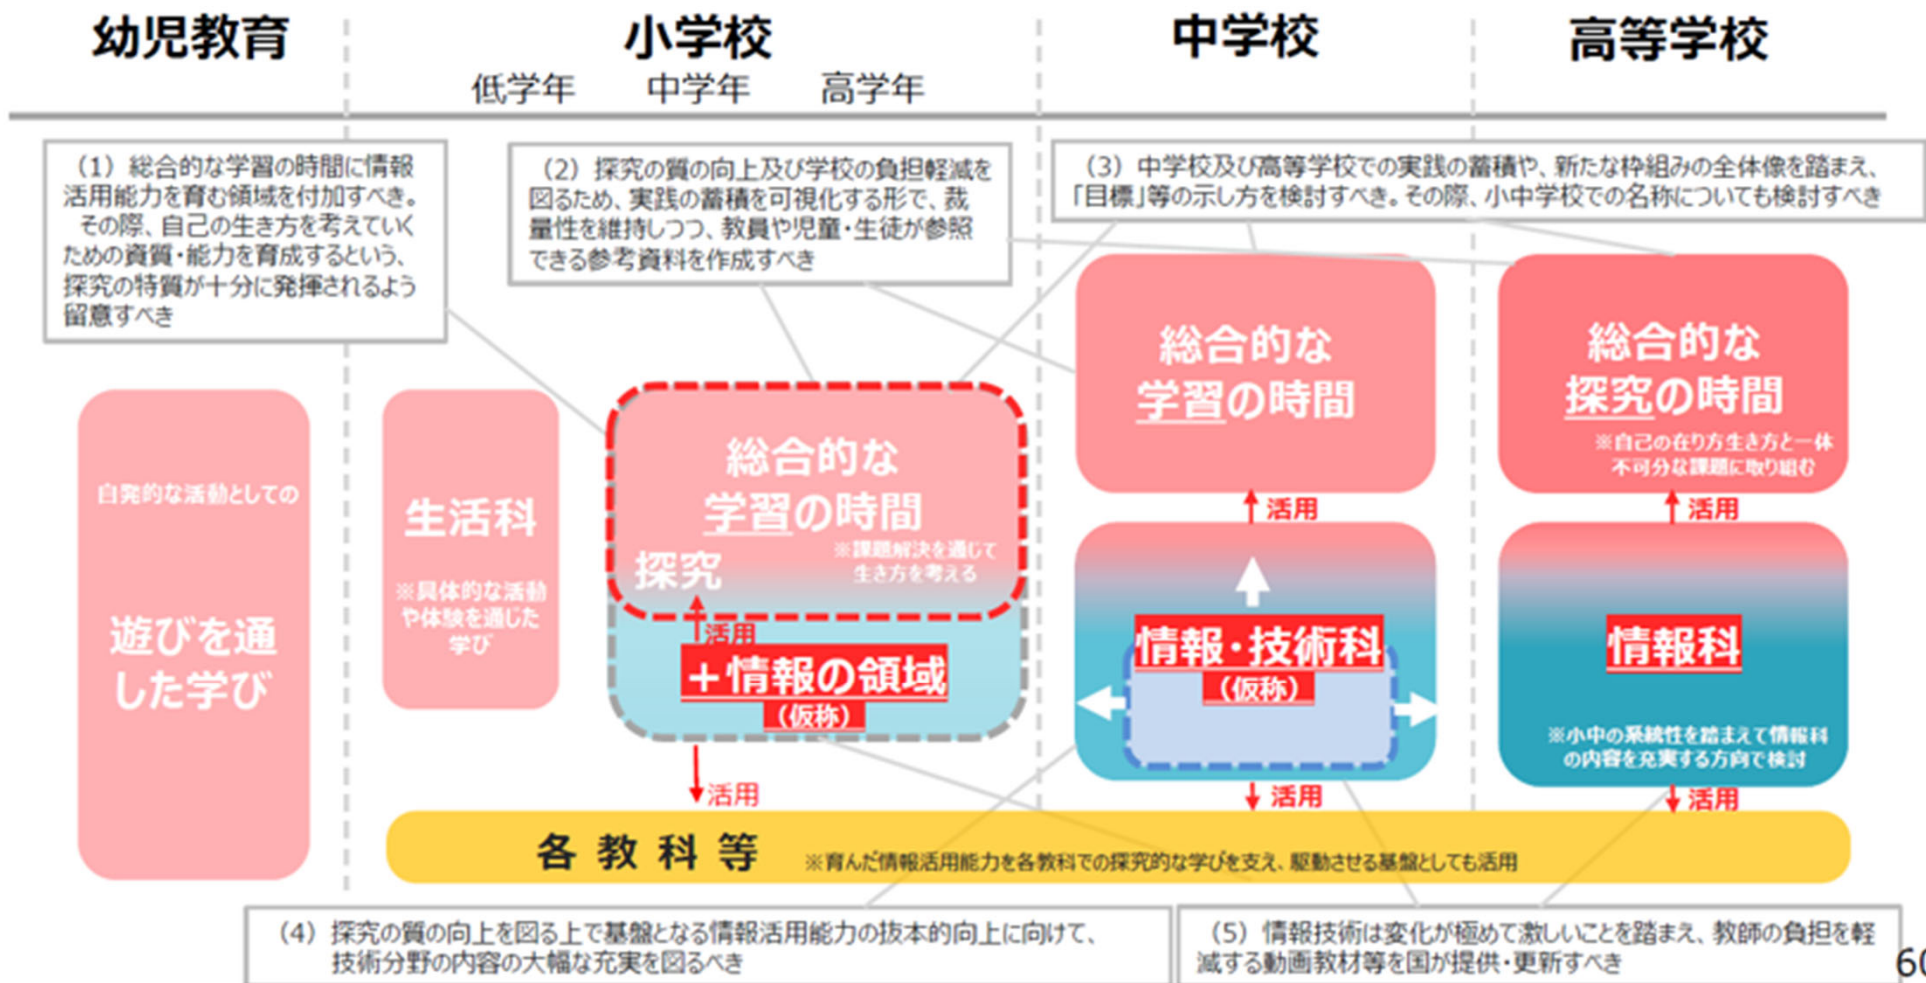 幼児教育
小学校
中学校
高等学校
低学年
中学年
高学年
（1）総合的な学習の時間に情報
活用能力を育む領域を付加すべき。
その際、自己の生き方を考えていく
ための資質・能力を育成するという、
探究の特質が十分に発揮されるよう
留意すべき
（2）探究の質の向上及び学校の負担軽減を
図るため、実践の蓄積を可視化する形で、裁
量性を維持しつつ、教員や児童・生徒が参照
できる参考資料を作成すべき
（3）中学校及び高等学校での実践の蓄積や、新たな枠組みの全体像を踏まえ、
「目標」等の示し方を検討すべき。その際、小中学校での名称についても検討すべき
自発的な活動としての
遊びを通
した学び
生活科
※具体的な活動
や体験を通じた
学び
総合的な
学習の時間
※課題解決を通じて
生き方を考える
探究
活用
＋情報の領域
（仮称）
活用
総合的な
学習の時間
活用
情報・技術科
（仮称）
活用
総合的な
探究の時間
※自己の在り方生き方と一体
不可分な課題に取り組む
活用
情報科
※小中の系統性を踏まえて情報科
の内容を充実する方向で検討
活用
各教科等
※育んだ情報活用能力を各教科での探究的な学びを支え、駆動させる基盤としても活用
（4）探究の質の向上を図る上で基盤となる情報活用能力の抜本的向上に向けて、
技術分野の内容の大幅な充実を図るべき
（5）情報技術は変化が極めて激しいことを踏まえ、教師の負担を軽
減する動画教材等を国が提供・更新すべき
60